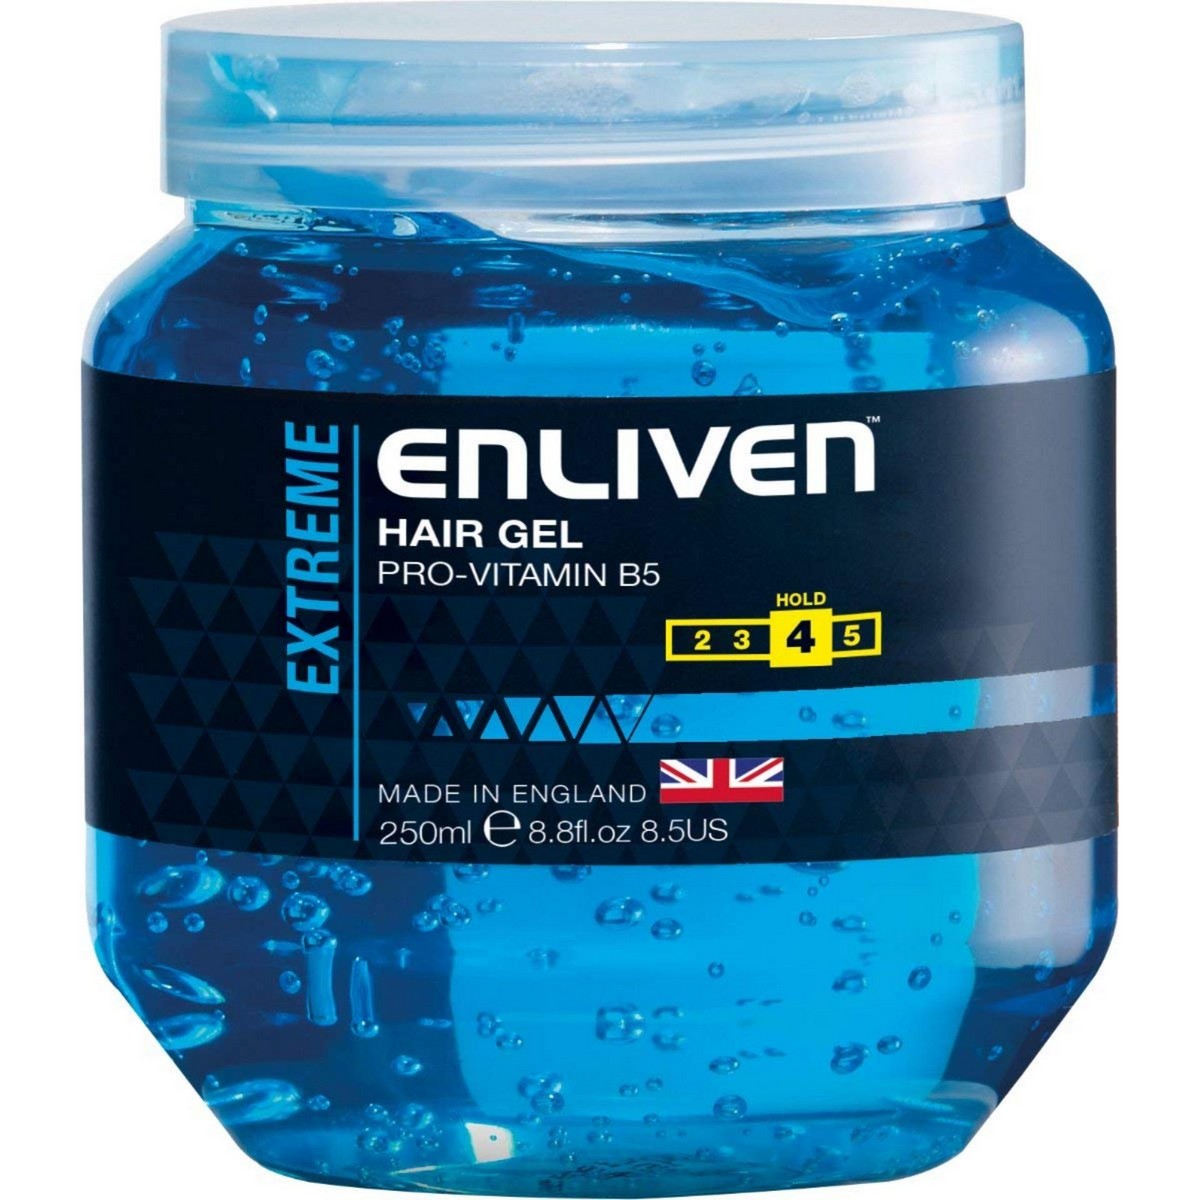 EXTREME
ENLIVEN™
HAIR GEL
PRO-VITAMIN B5
HOLD
2 3 4 5
MADE IN ENGLAND
250ml ℮ 8.8fl.oz 8.5US